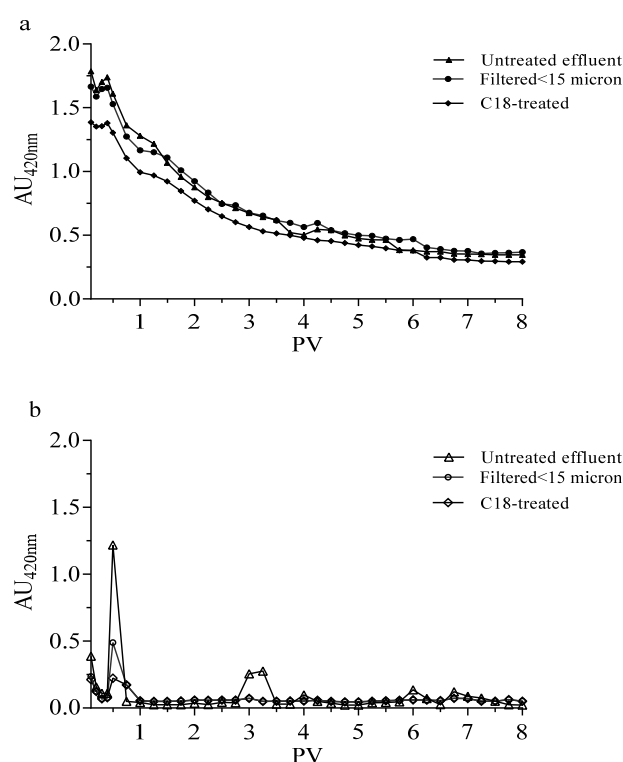 a
2.0
1.5
1.0
0.5
0.0
AU420nm
1 2 3 4 5 6 7 8
PV
Untreated effluent
Filtered<15 micron
C18-treated
b
2.0
1.5
1.0
0.5
0.0
AU420nm
1 2 3 4 5 6 7 8
PV
Untreated effluent
Filtered<15 micron
C18-treated